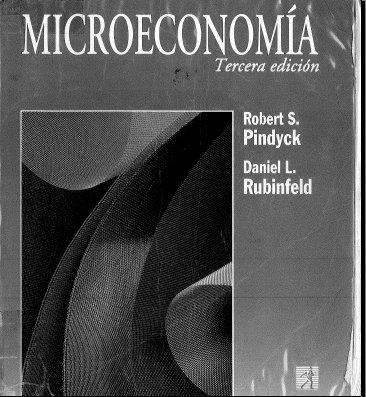 MICROECONOMÍA
Tercera edición
Robert S.
Pindyck
Daniel L.
Rubinfeld